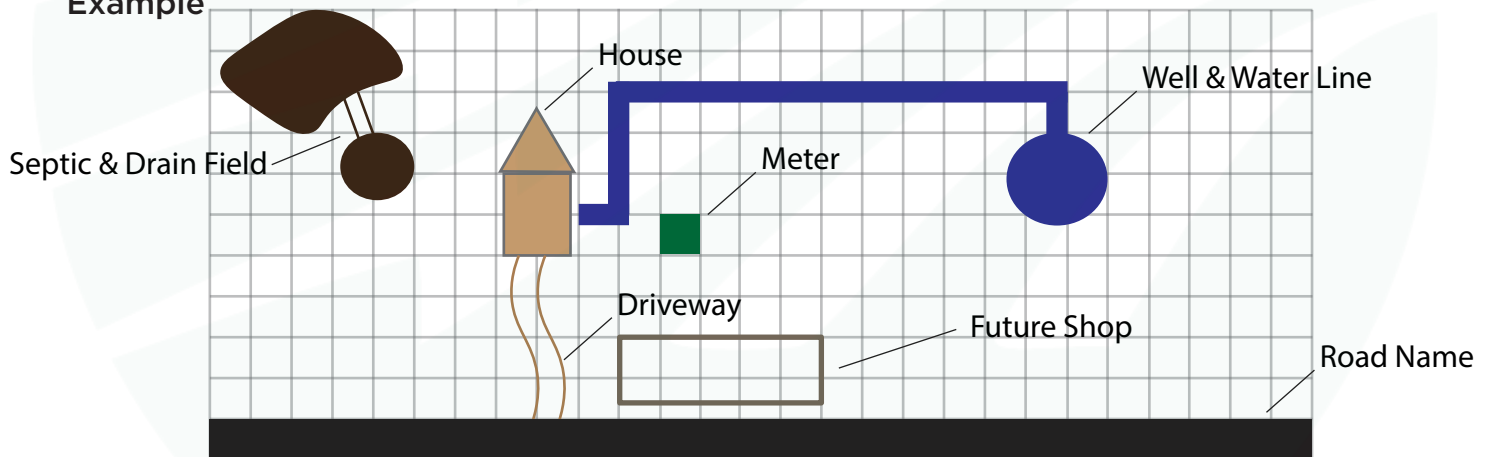 Example
House
Well & Water Line
Septic & Drain Field
Meter
Driveway
Future Shop
Road Name